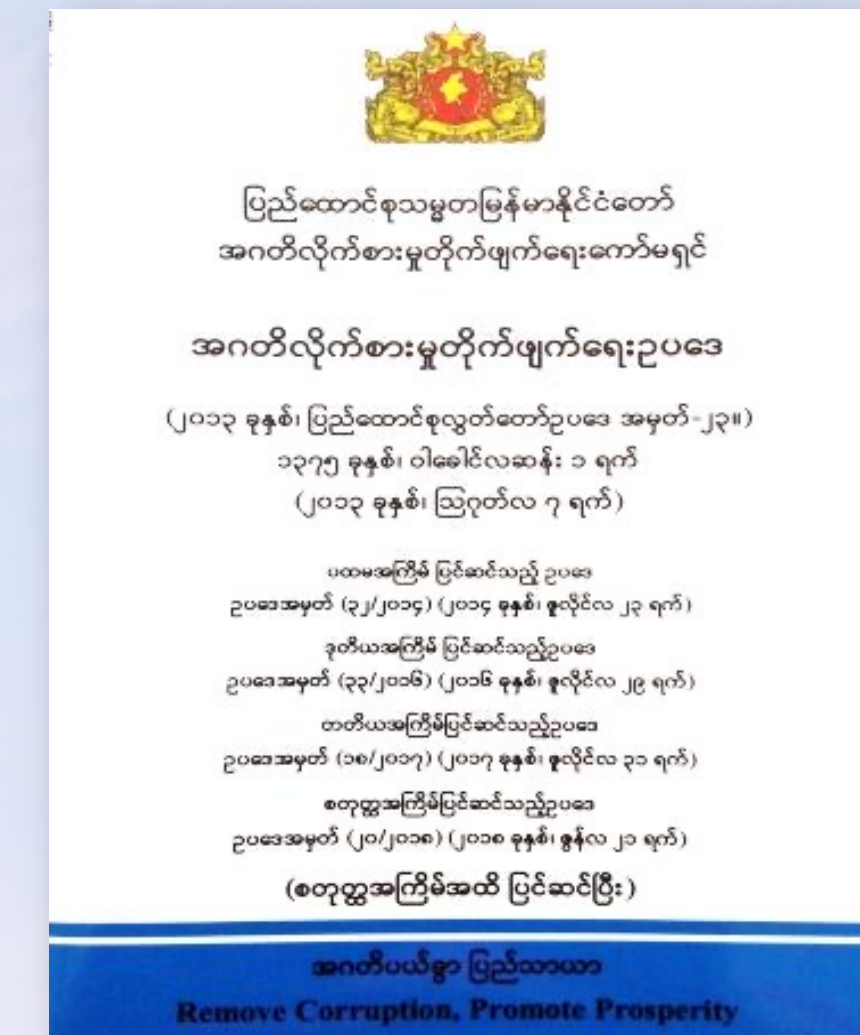 ပြည်ထောင်စုသမ္မတမြန်မာနိုင်ငံတော်
အဂတိလိုက်စားမှုတိုက်ဖျက်ရေးကော်မရှင်
အဂတိလိုက်စားမှုတိုက်ဖျက်ရေးဥပဒေ
(၂၀၁၃ ခုနှစ်၊ ပြည်ထောင်စုလွှတ်တော်ဥပဒေ အမှတ်-၂၃။)
၁၃၇၅ ခုနှစ်၊ ဝါခေါင်လဆန်း ၁ ရက်
(၂၀၁၃ ခုနှစ်၊ ဩဂုတ်လ ၇ ရက်)
ပထမအကြိမ် ပြင်ဆင်သည့် ဥပဒေ
ဥပဒေအမှတ် (၃၂/၂၀၁၄) (၂၀၁၄ ခုနှစ်၊ ဇူလိုင်လ ၂၃ ရက်)
ဒုတိယအကြိမ် ပြင်ဆင်သည့်ဥပဒေ
ဥပဒေအမှတ် (၃၃/၂၀၁၆) (၂၀၁၆ ခုနှစ်၊ ဇူလိုင်လ ၂၉ ရက်)
တတိယအကြိမ်ပြင်ဆင်သည့်ဥပဒေ
ဥပဒေအမှတ် (၁၈/၂၀၁၇) (၂၀၁၇ ခုနှစ်၊ ဇူလိုင်လ ၃၁ ရက်)
စတုတ္ထအကြိမ်ပြင်ဆင်သည့်ဥပဒေ
ဥပဒေအမှတ် (၂၀/၂၀၁၈) (၂၀၁၈ ခုနှစ်၊ ဇွန်လ ၂၁ ရက်)
(စတုတ္ထအကြိမ်အထိ ပြင်ဆင်ပြီး)
အဂတိပယ်ခွာ ပြည်သာယာ
Remove Corruption, Promote Prosperity